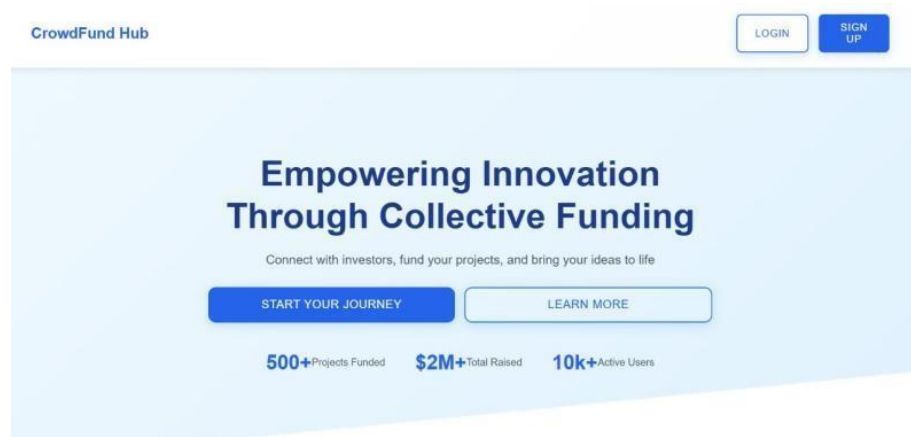 CrowdFund Hub
LOGIN
SIGN
UP
Empowering Innovation
Through Collective Funding
Connect with investors, fund your projects, and bring your ideas to life
START YOUR JOURNEY
LEARN MORE
500+Projects Funded
$2M+Total Raised
10k+Active Users